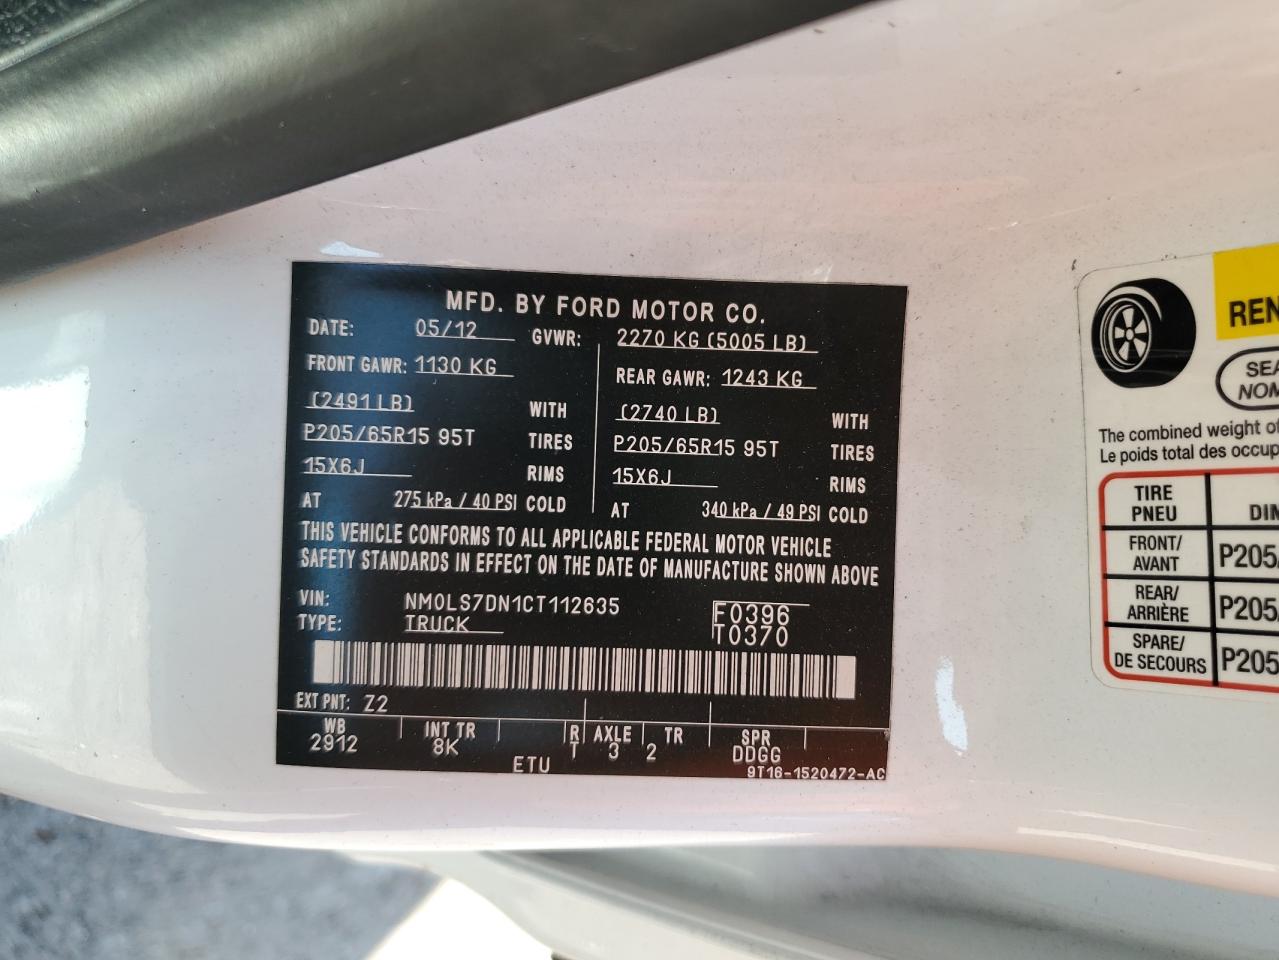 MFD. BY FORD MOTOR CO.
DATE: 05/12 GVWR: 2270 KG (5005 LB)
FRONT GAWR: 1130 KG REAR GAWR: 1243 KG
(2491 LB) WITH (2740 LB) WITH
P205/65R15 95T TIRES P205/65R15 95T TIRES
15X6J RIMS 15X6J RIMS
AT 275 kPa / 40 PSI COLD AT 340 kPa / 49 PSI COLD
THIS VEHICLE CONFORMS TO ALL APPLICABLE FEDERAL MOTOR VEHICLE
SAFETY STANDARDS IN EFFECT ON THE DATE OF MANUFACTURE SHOWN ABOVE
VIN: NM0LS7DN1CT112635 F0396
TYPE: TRUCK T0370
EXT PNT: Z2
WB INT TR R AXLE TR SPR
2912 8K T 3 2 DDGG
ETU 9T16-1520472-AC
REN
SEA
NOM
The combined weight of
Le poids total des occup
TIRE
PNEU DIM
FRONT/
AVANT P205/
REAR/
ARRIÈRE P205/
SPARE/
DE SECOURS P205